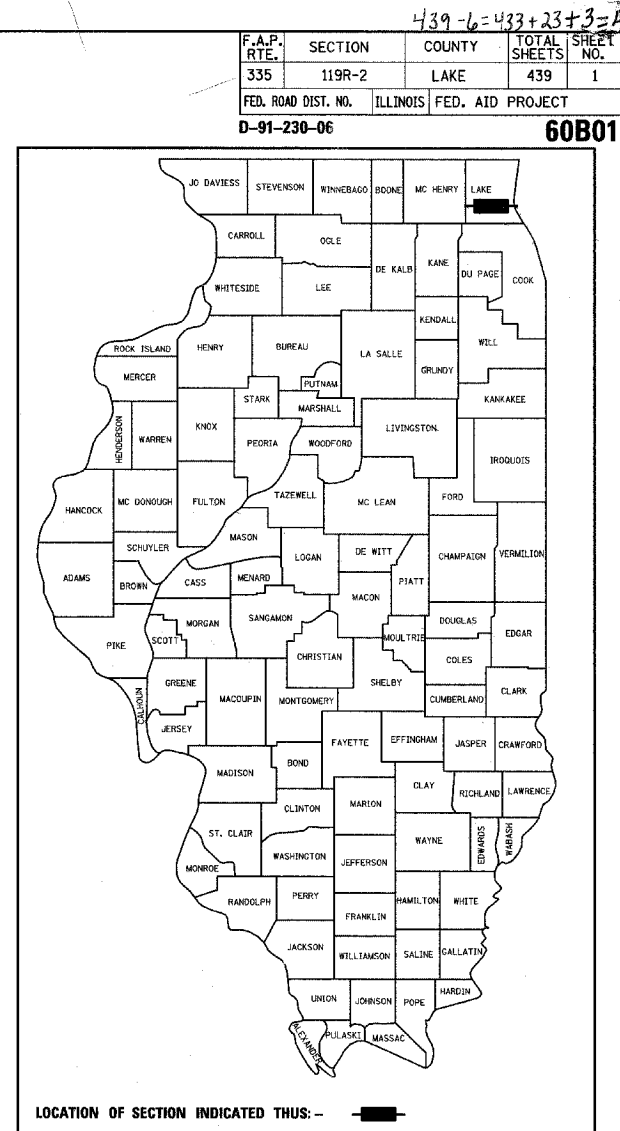 439-6=433+23+3=
F.A.P. RTE. SECTION COUNTY TOTAL SHEETS SHEET NO.
335 119R-2 LAKE 439 1
FED. ROAD DIST. NO. ILLINOIS FED. AID PROJECT
D-91-230-06 60B01
JO DAVIESS STEVENSON WINNEBAGO BOONE MC HENRY LAKE
CARROLL OGLE
DE KALB KANE DU PAGE COOK
WHITESIDE LEE
KENDALL
ROCK ISLAND HENRY BUREAU LA SALLE WILL
MERCER PUTNAM GRUNDY
STARK MARSHALL KANKAKEE
HENDERSON WARREN KNOX PEORIA WOODFORD LIVINGSTON
IROQUOIS
HANCOCK MC DONOUGH FULTON TAZEWELL MC LEAN FORD
MASON
SCHUYLER LOGAN DE WITT CHAMPAIGN VERMILION
ADAMS BROWN CASS MENARD PIATT
MACON
MORGAN SANGAMON DOUGLAS
PIKE SCOTT MOULTRIE EDGAR
CHRISTIAN COLES
GREENE SHELBY
CALHOUN MACOUPIN MONTGOMERY CUMBERLAND CLARK
JERSEY
FAYETTE EFFINGHAM JASPER CRAWFORD
MADISON BOND
CLAY RICHLAND LAWRENCE
CLINTON MARION
ST. CLAIR WAYNE EDWARDS WABASH
WASHINGTON JEFFERSON
MONROE
RANDOLPH PERRY HAMILTON WHITE
FRANKLIN
JACKSON WILLIAMSON SALINE GALLATIN
UNION JOHNSON POPE HARDIN
ALEXANDER PULASKI MASSAC
LOCATION OF SECTION INDICATED THUS: -